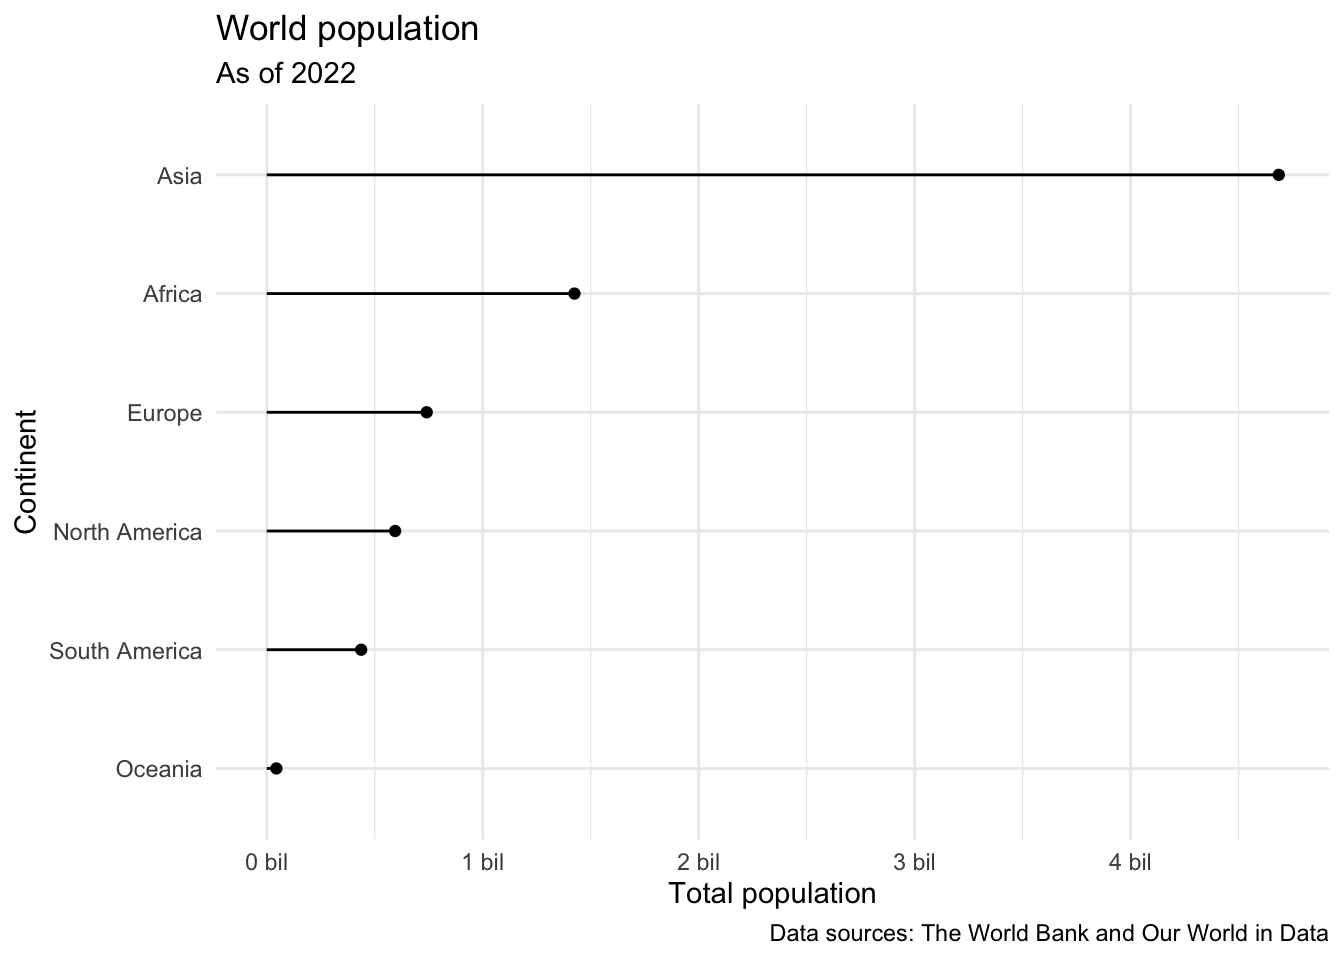 World population
As of 2022
Asia
Africa
Europe
North America
South America
Oceania
Continent
0 bil 1 bil 2 bil 3 bil 4 bil
Total population
Data sources: The World Bank and Our World in Data